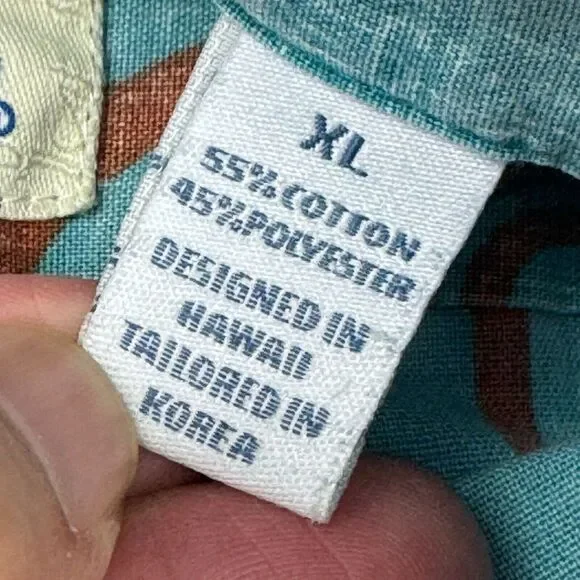 XL
55% COTTON
45% POLYESTER
DESIGNED IN
HAWAII
TAILORED IN
KOREA